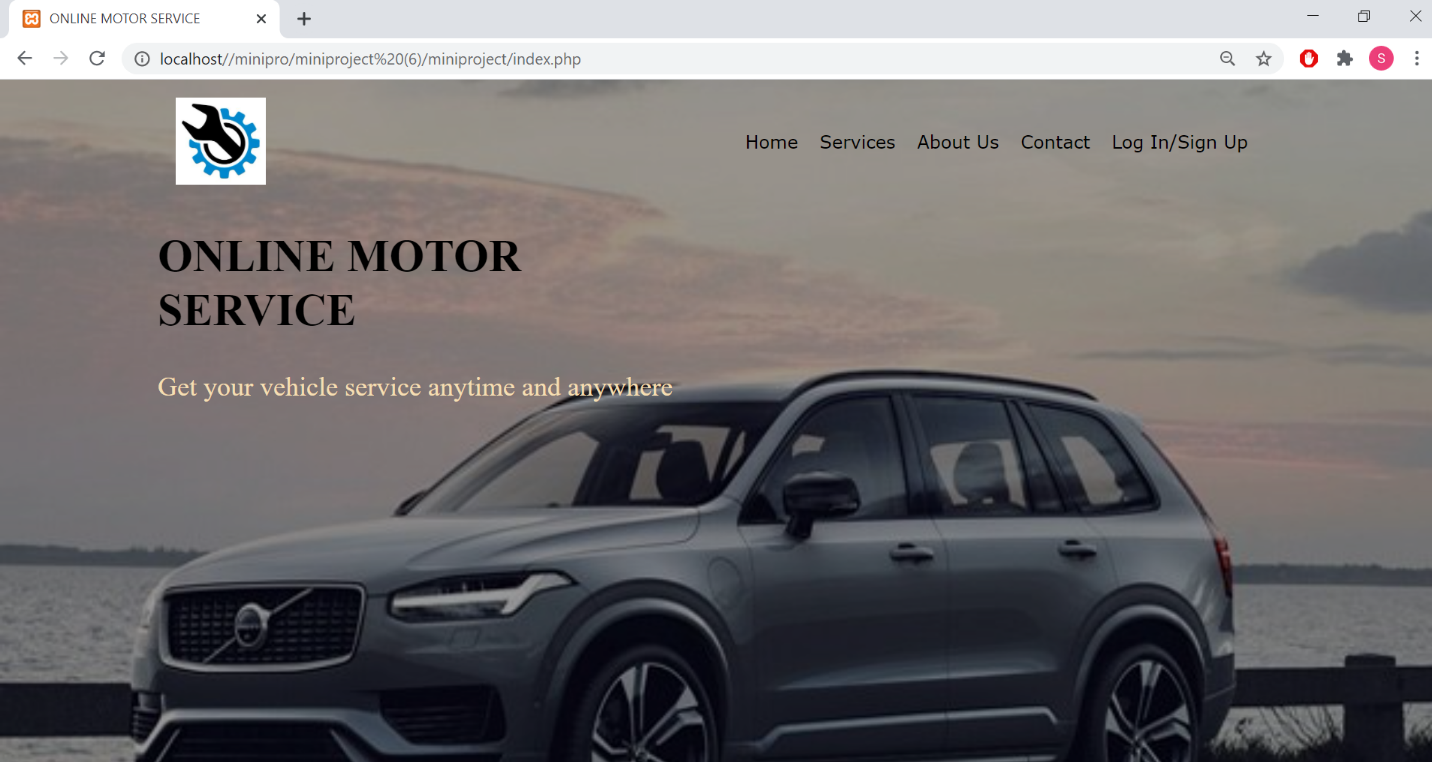 ONLINE MOTOR SERVICE
localhost//minipro/miniproject%20(6)/miniproject/index.php
S
Home Services About Us Contact Log In/Sign Up
ONLINE MOTOR
SERVICE
Get your vehicle service anytime and anywhere